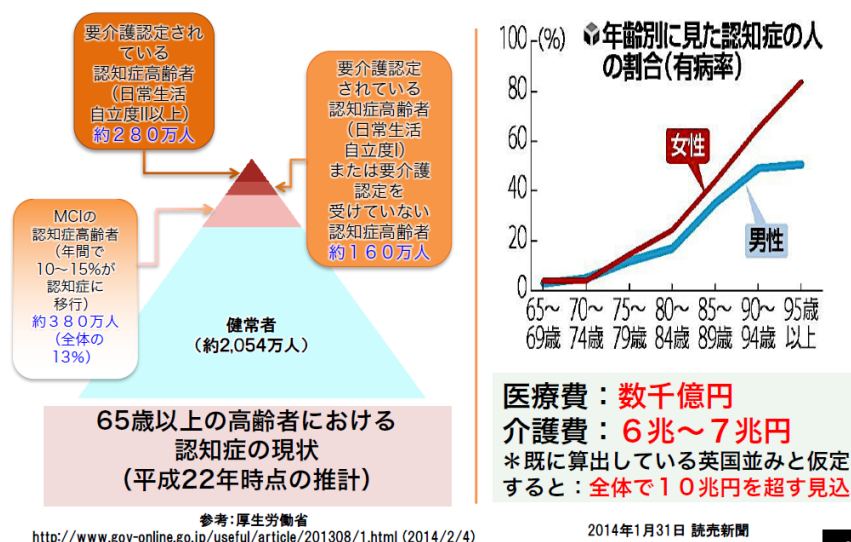 要介護認定され
ている
認知症高齢者
(日常生活
自立度II以上)
約280万人
要介護認定
されている
認知症高齢者
(日常生活
自立度I)
または要介護
認定を
受けていない
認知症高齢者
約160万人
MCIの
認知症高齢者
(年間で
10〜15%が
認知症に
移行)
約380万人
(全体の
13%)
健常者
(約2,054万人)
65歳以上の高齢者における
認知症の現状
(平成22年時点の推計)
参考:厚生労働省
http://www.gov-online.go.jp/useful/article/201308/1.html (2014/2/4)
年齢別に見た認知症の人
の割合(有病率)
100 (%)
80
60
40
20
0
女性
男性
65〜 70〜 75〜 80〜 85〜 90〜 95歳
69歳 74歳 79歳 84歳 89歳 94歳 以上
医療費:数千億円
介護費:6兆〜7兆円
*既に算出している英国並みと仮定
すると:全体で10兆円を超す見込
2014年1月31日 読売新聞